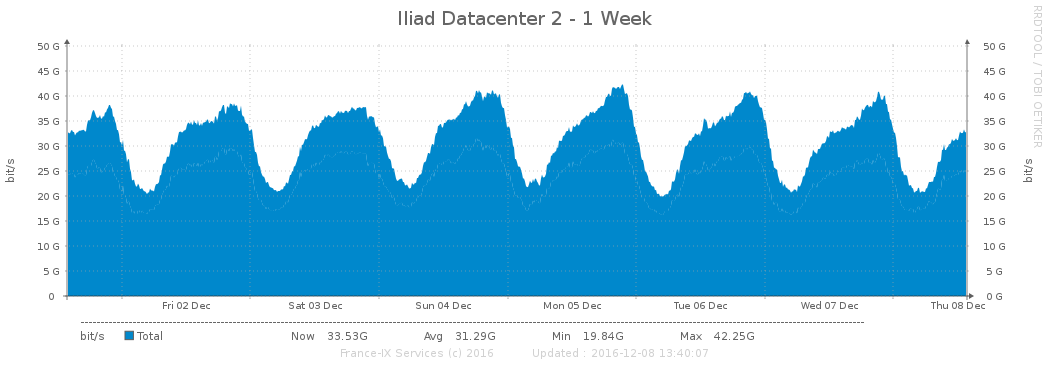 Iliad Datacenter 2 - 1 Week
RRDTOOL / TOBI OETIKER
bit/s
50 G
45 G
40 G
35 G
30 G
25 G
20 G
15 G
10 G
5 G
0
50 G
45 G
40 G
35 G
30 G
25 G
20 G
15 G
10 G
5 G
0 G
bit/s
Fri 02 Dec Sat 03 Dec Sun 04 Dec Mon 05 Dec Tue 06 Dec Wed 07 Dec Thu 08 Dec
bit/s Total Now 33.53G Avg 31.29G Min 19.84G Max 42.25G
France-IX Services (c) 2016 Updated : 2016-12-08 13:40:07